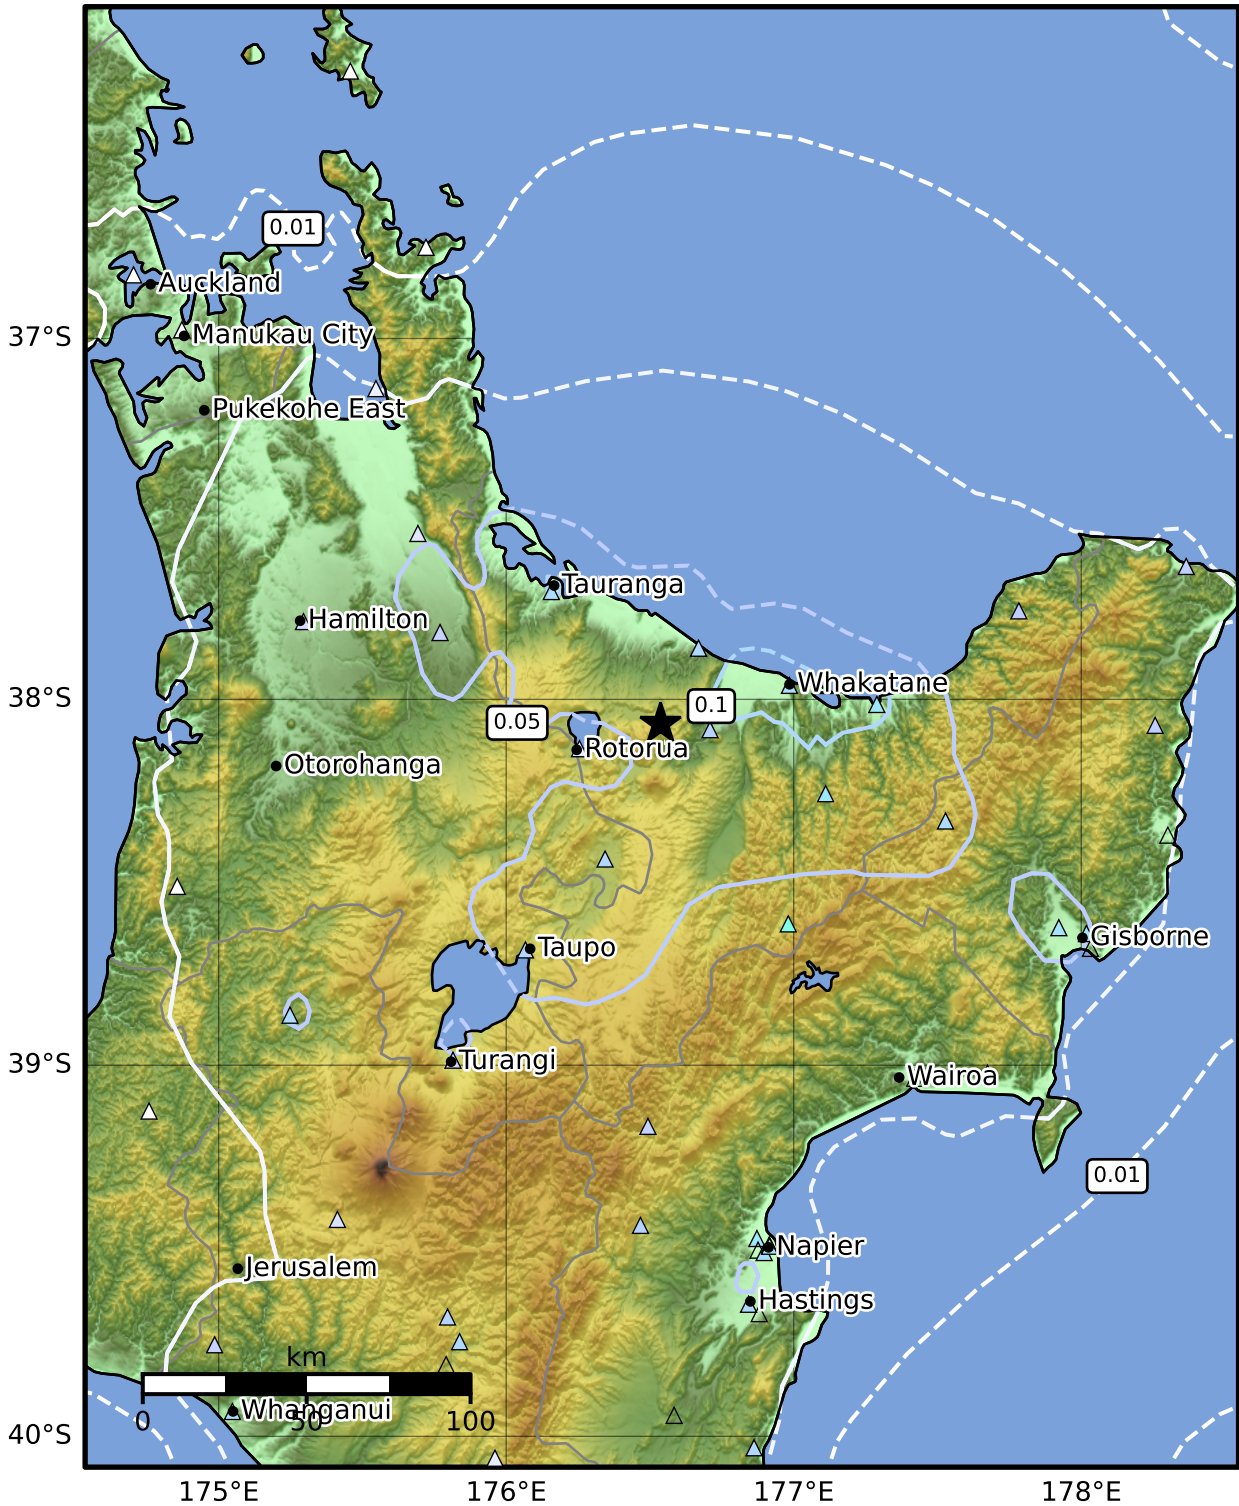 0.01
Auckland
37°S
Manukau City
Pukekohe East
Tauranga
Hamilton
Whakatane
38°S
0.1
0.05
Rotorua
Otorohanga
Gisborne
Taupo
39°S
Turangi
Wairoa
0.01
Napier
Jerusalem
Hastings
km
0
50
100
Whanganui
40°S
175°E
176°E
177°E
178°E